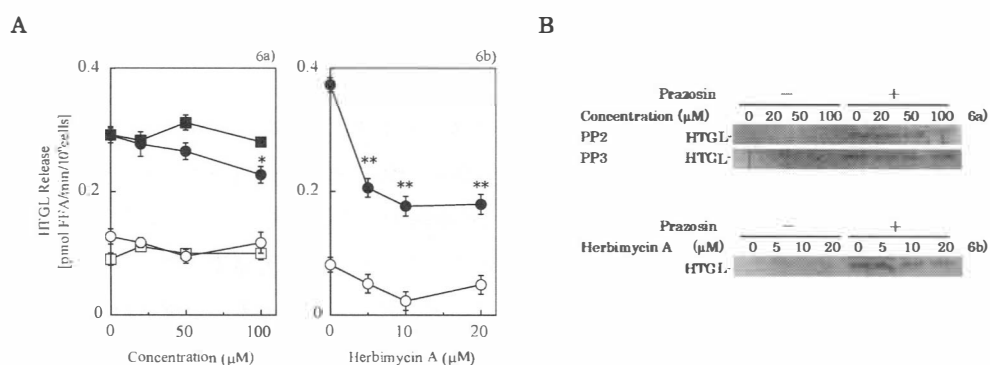 A
B
6a)
6b)
0.4
0.4
HTGL Release
[pmol FFA/min/10⁶cells]
*
**
**
**
0.2
0.2
0
0
0
50
100
0
10
20
Concentration (μM)
Herbimycin A (μM)
Prazosin
−
+
Concentration (μM)
0 20 50 100
0 20 50 100
6a)
PP2
HTGL-
PP3
HTGL-
Prazosin
−
+
Herbimycin A (μM)
0 5 10 20
0 5 10 20
6b)
HTGL-